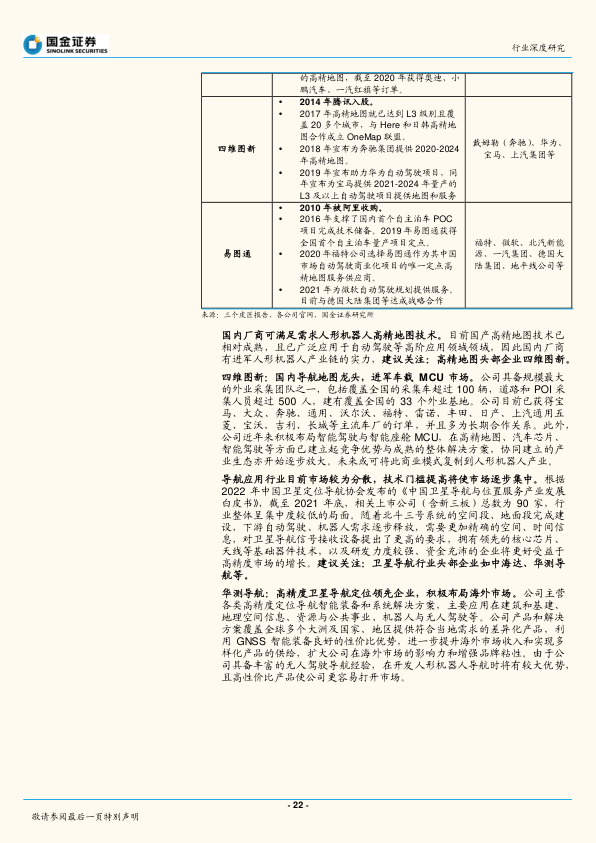 国金证券
SINOLINK SECURITIES
行业深度研究
的高精地图，截至 2020 年获得奥迪、小
鹏汽车、一汽红旗等订单。
四维图新
• 2014 年腾讯入股。
• 2017 年高精地图就已达到 L3 级别且覆
盖 20 多个城市，与 Here 和日韩高精地
图合作成立 OneMap 联盟。
• 2018 年宣布为奔驰集团提供 2020-2024
年高精地图。
• 2019 年宣布助力华为自动驾驶项目，同
年宣布为宝马提供 2021-2024 年量产的
L3 及以上自动驾驶项目提供地图和服务
戴姆勒（奔驰）、华为、
宝马、上汽集团等
易图通
• 2010 年被阿里收购。
• 2016 年支撑了国内首个自主泊车 POC
项目完成技术储备。2019 年易图通获得
全国首个自主泊车量产项目定点。
• 2020 年福特公司选择易图通作为其中国
市场自动驾驶商业化项目的唯一定点高
精地图服务供应商。
• 2021 年为微软自动驾驶规划提供服务。
目前与德国大陆集团等达成战略合作
福特、微软、北汽新能
源、一汽集团、德国大
陆集团、地平线公司等
来源：三个皮匠报告，各公司官网，国金证券研究所
国内厂商可满足需求人形机器人高精地图技术。目前国产高精地图技术已
相对成熟，且已广泛应用于自动驾驶等高阶应用领域领域，因此国内厂商
有进军人形机器人产业链的实力，建议关注：高精地图头部企业四维图新。
四维图新：国内导航地图龙头，进军车载 MCU 市场。公司具备规模最大
的外业采集团队之一，包括覆盖全国的采集车超过 100 辆，道路和 POI 采
集人员超过 500 人，建有覆盖全国的 33 个外业基地。公司目前已获得宝
马、大众、奔驰、通用、沃尔沃、福特、雷诺、丰田、日产、上汽通用五
菱、宝沃、吉利、长城等主流车厂的订单，并且多为长期合作关系。此外，
公司近年来积极布局智能驾驶与智能座舱 MCU，在高精地图、汽车芯片、
智能驾驶等方面已建立起竞争优势与成熟的整体解决方案，协同建立的产
业生态亦开始逐步放大。未来或可将此商业模式复制到人形机器人产业。
导航应用行业目前市场较为分散，技术门槛提高将使市场逐步集中。根据
2022 年中国卫星定位导航协会发布的《中国卫星导航与位置服务产业发展
白皮书》，截至 2021 年底，相关上市公司（含新三板）总数为 90 家，行
业整体呈集中度较低的局面。随着北斗三号系统的空间段、地面段完成建
设，下游自动驾驶、机器人需求逐步释放，需要更加精确的空间、时间信
息，对卫星导航信号接收设备提出了更高的要求，拥有领先的核心芯片、
天线等基础器件技术，以及研发力度较强、资金充沛的企业将更好受益于
高精度市场的增长。建议关注：卫星导航行业头部企业如中海达、华测导
航等。
华测导航：高精度卫星导航定位领先企业，积极布局海外市场。公司主营
各类高精度定位导航智能装备和系统解决方案，主要应用在建筑和基建、
地理空间信息、资源与公共事业、机器人与无人驾驶等。公司产品和解决
方案覆盖全球多个大洲及国家、地区提供符合当地需求的差异化产品，利
用 GNSS 智能装备良好的性价比优势，进一步提升海外市场收入和实现多
样化产品的供给，扩大公司在海外市场的影响力和增强品牌粘性。由于公
司具备丰富的无人驾驶导航经验，在开发人形机器人导航时将有较大优势，
且高性价比产品使公司更容易打开市场。
- 22 -
敬请参阅最后一页特别声明